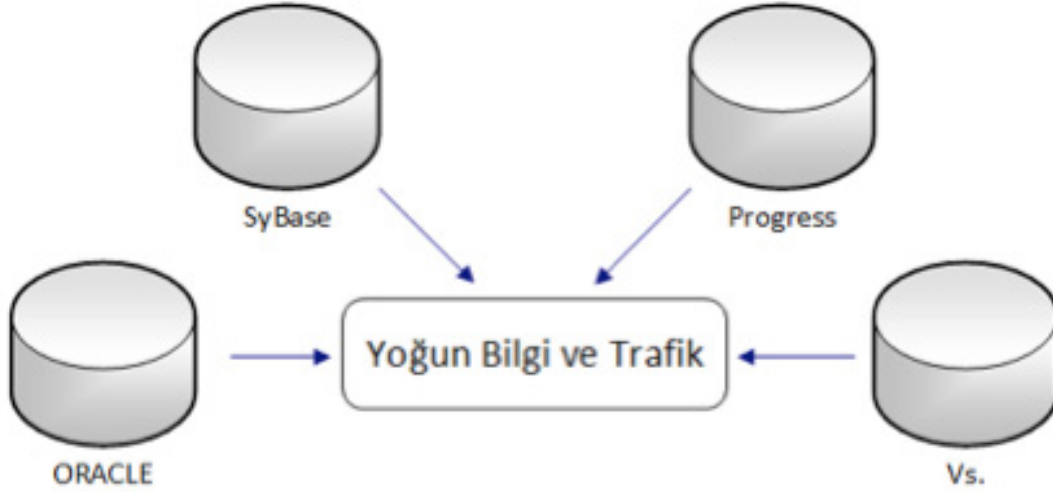 SyBase
Progress
Yoğun Bilgi ve Trafik
ORACLE
Vs.